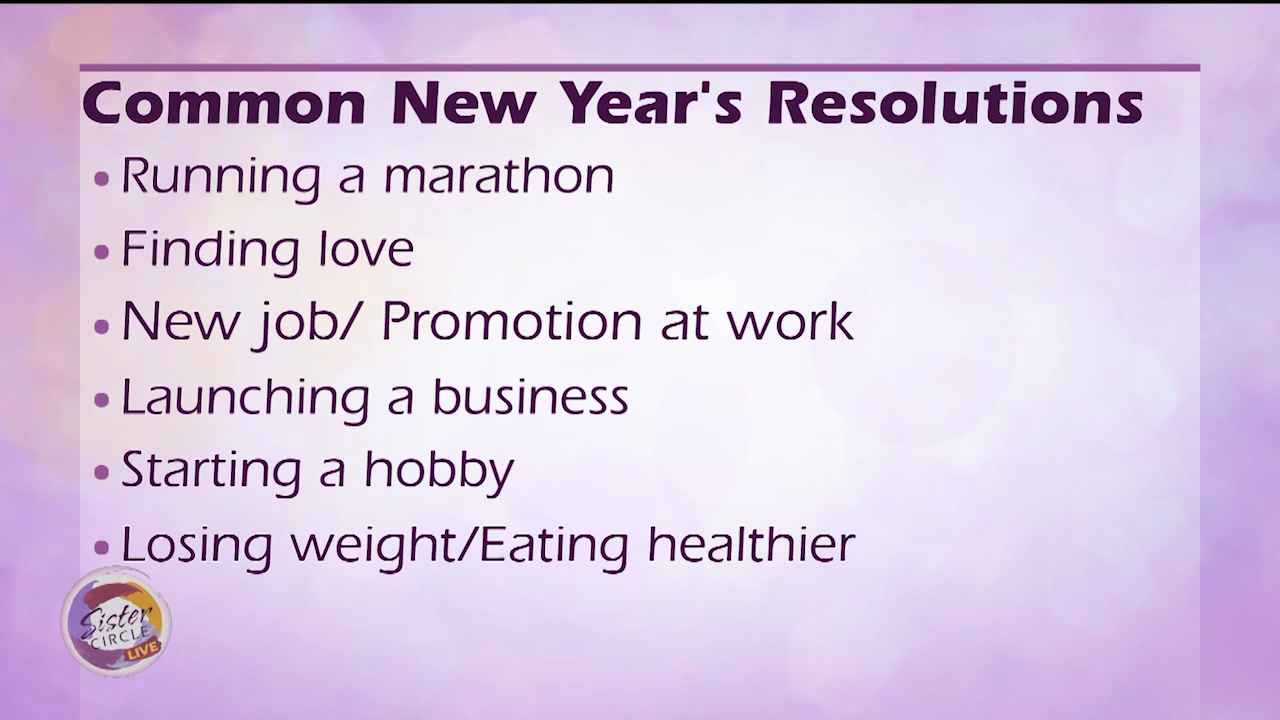 Common New Year's Resolutions
• Running a marathon
• Finding love
• New job/ Promotion at work
• Launching a business
• Starting a hobby
• Losing weight/Eating healthier
Sister
CIRCLE
LIVE